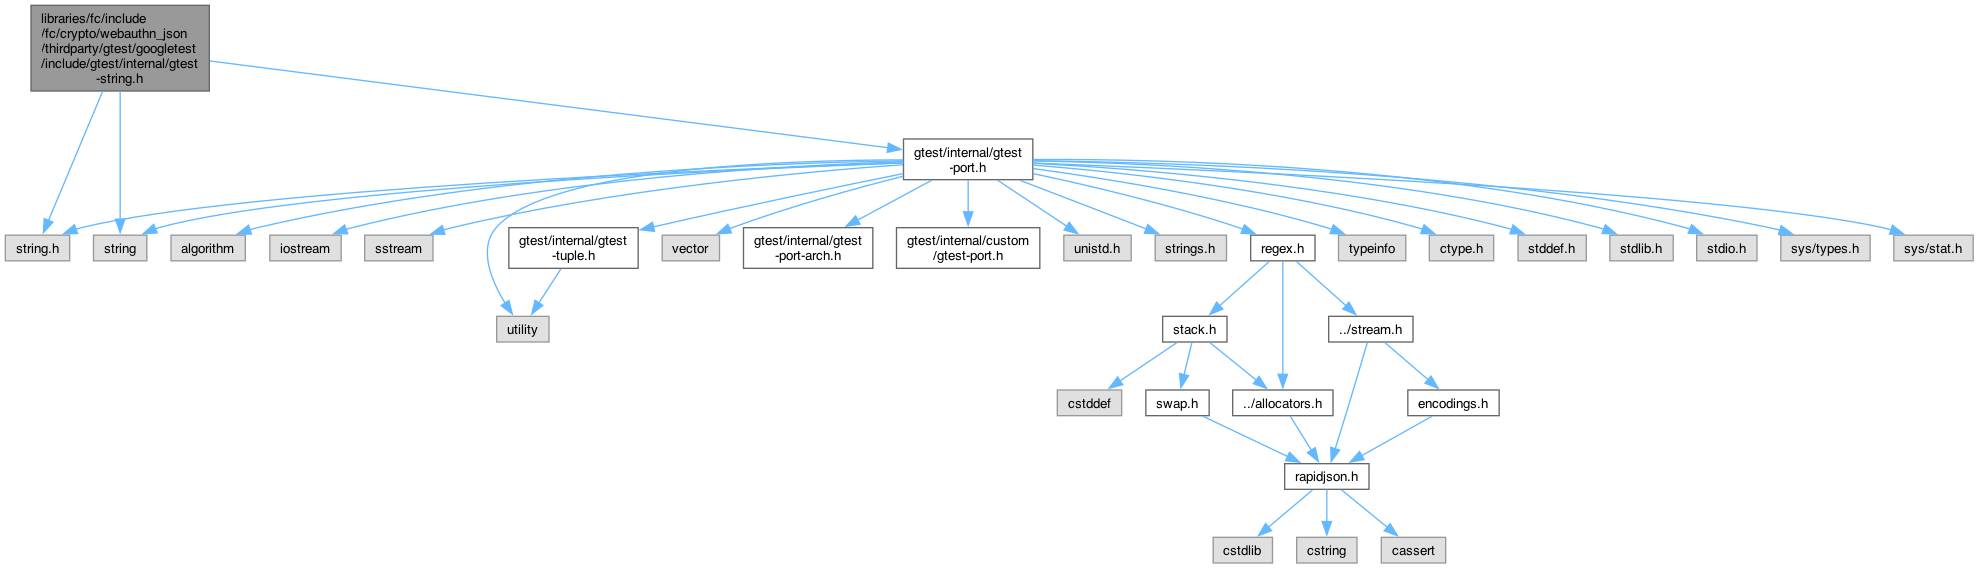 libraries/fc/include
/fc/crypto/webauthn_json
/thirdparty/gtest/googletest
/include/gtest/internal/gtest
-string.h
gtest/internal/gtest
-port.h
string.h
string
algorithm
iostream
sstream
gtest/internal/gtest
-tuple.h
vector
gtest/internal/gtest
-port-arch.h
gtest/internal/custom
/gtest-port.h
unistd.h
strings.h
regex.h
typeinfo
ctype.h
stddef.h
stdlib.h
stdio.h
sys/types.h
sys/stat.h
utility
stack.h
../stream.h
cstddef
swap.h
../allocators.h
encodings.h
rapidjson.h
cstdlib
cstring
cassert